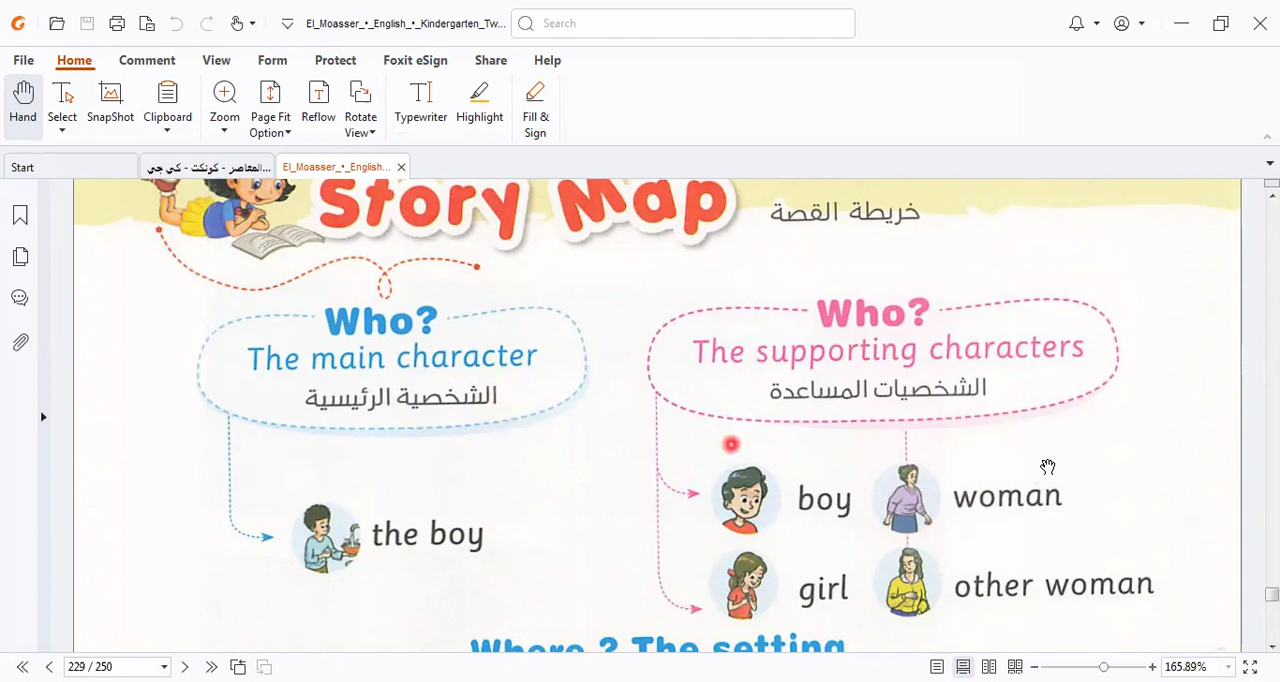 El_Moasser_•_English_•_Kindergarten_Tw...
Search
File Home Comment View Form Protect Foxit eSign Share Help
Hand Select SnapShot Clipboard Zoom Page Fit Option Reflow Rotate View Typewriter Highlight Fill & Sign
Start
المعاصر - كونكت - كي جي...
El_Moasser_•_English...
Story Map
خريطة القصة
Who?
The main character
الشخصية الرئيسية
the boy
Who?
The supporting characters
الشخصيات المساعدة
boy
woman
girl
other woman
Where ? The setting
229 / 250
165.89%